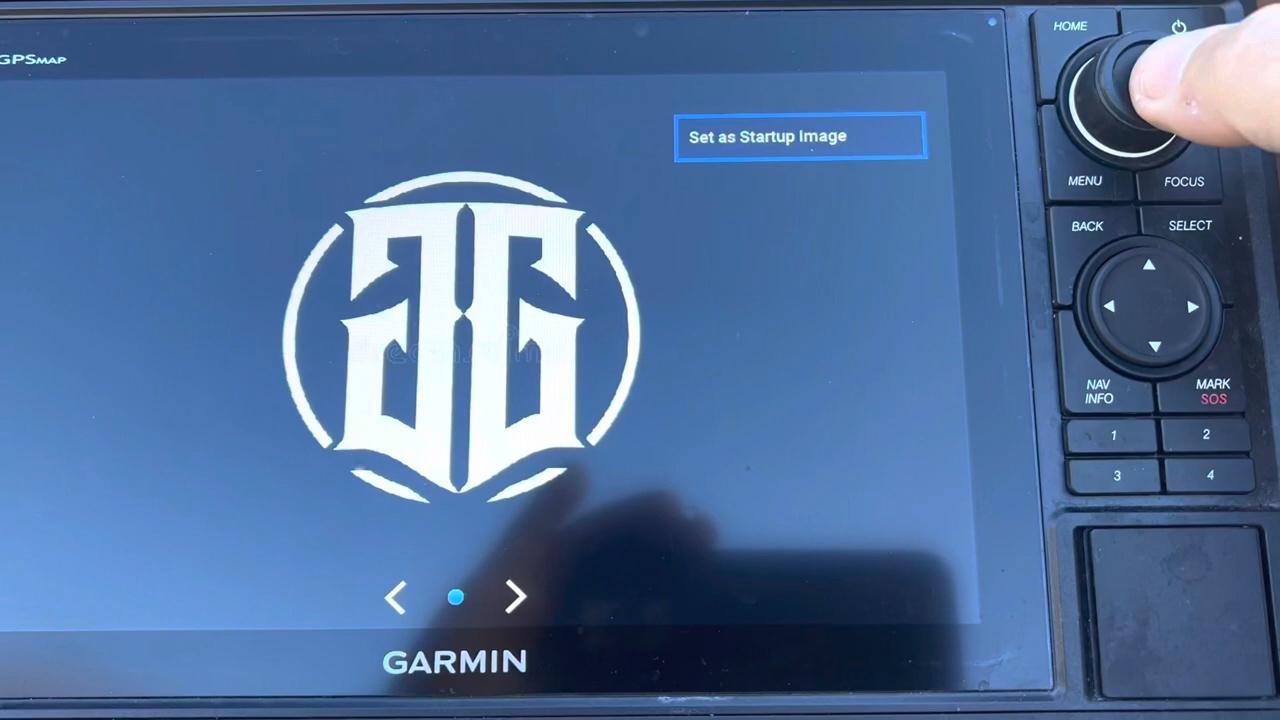 GPSMAP
Set as Startup Image
GARMIN
HOME
MENU
FOCUS
BACK
SELECT
NAV
INFO
MARK
SOS
1
2
3
4